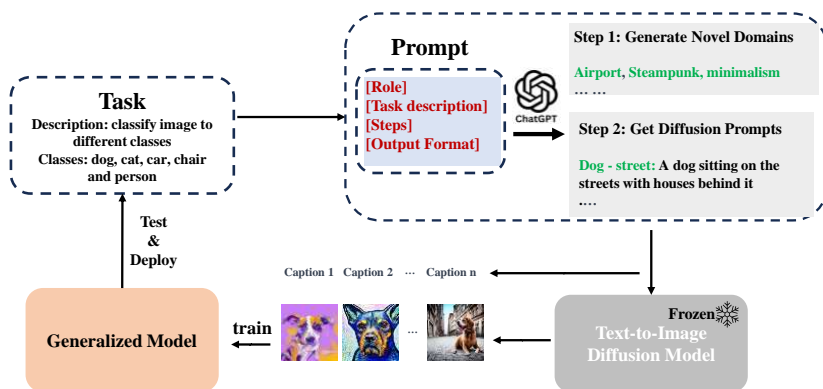 Task
Description: classify image to
different classes
Classes: dog, cat, car, chair
and person
Prompt
[Role]
[Task description]
[Steps]
[Output Format]
ChatGPT
Step 1: Generate Novel Domains
Airport, Steampunk, minimalism
... ...
Step 2: Get Diffusion Prompts
Dog - street: A dog sitting on the
streets with houses behind it
.....
Test
&
Deploy
Caption 1 Caption 2 ... Caption n
Generalized Model
train
...
Frozen
Text-to-Image
Diffusion Model